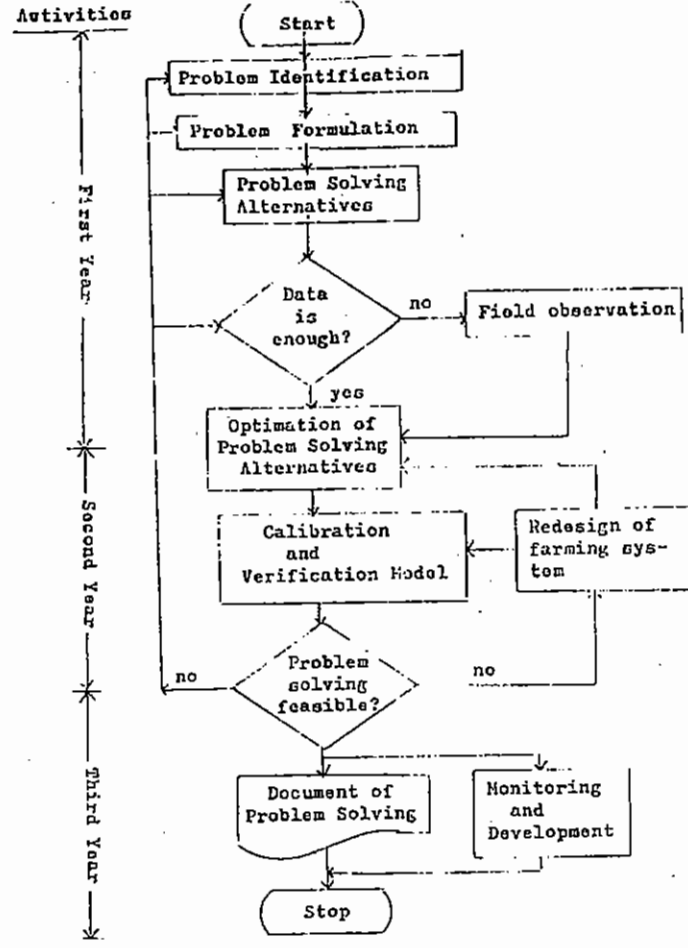 Activities
Start
Problem Identification
Problem Formulation
Problem Solving
Alternatives
First Year
Data
is
enough?
no
Field observation
yes
Optimation of
Problem Solving
Alternatives
Second Year
Calibration
and
Verification Model
Redesign of
farming sys-
tem
Problem
solving
feasible?
no
no
Third Year
Document of
Problem Solving
Monitoring
and
Development
Stop